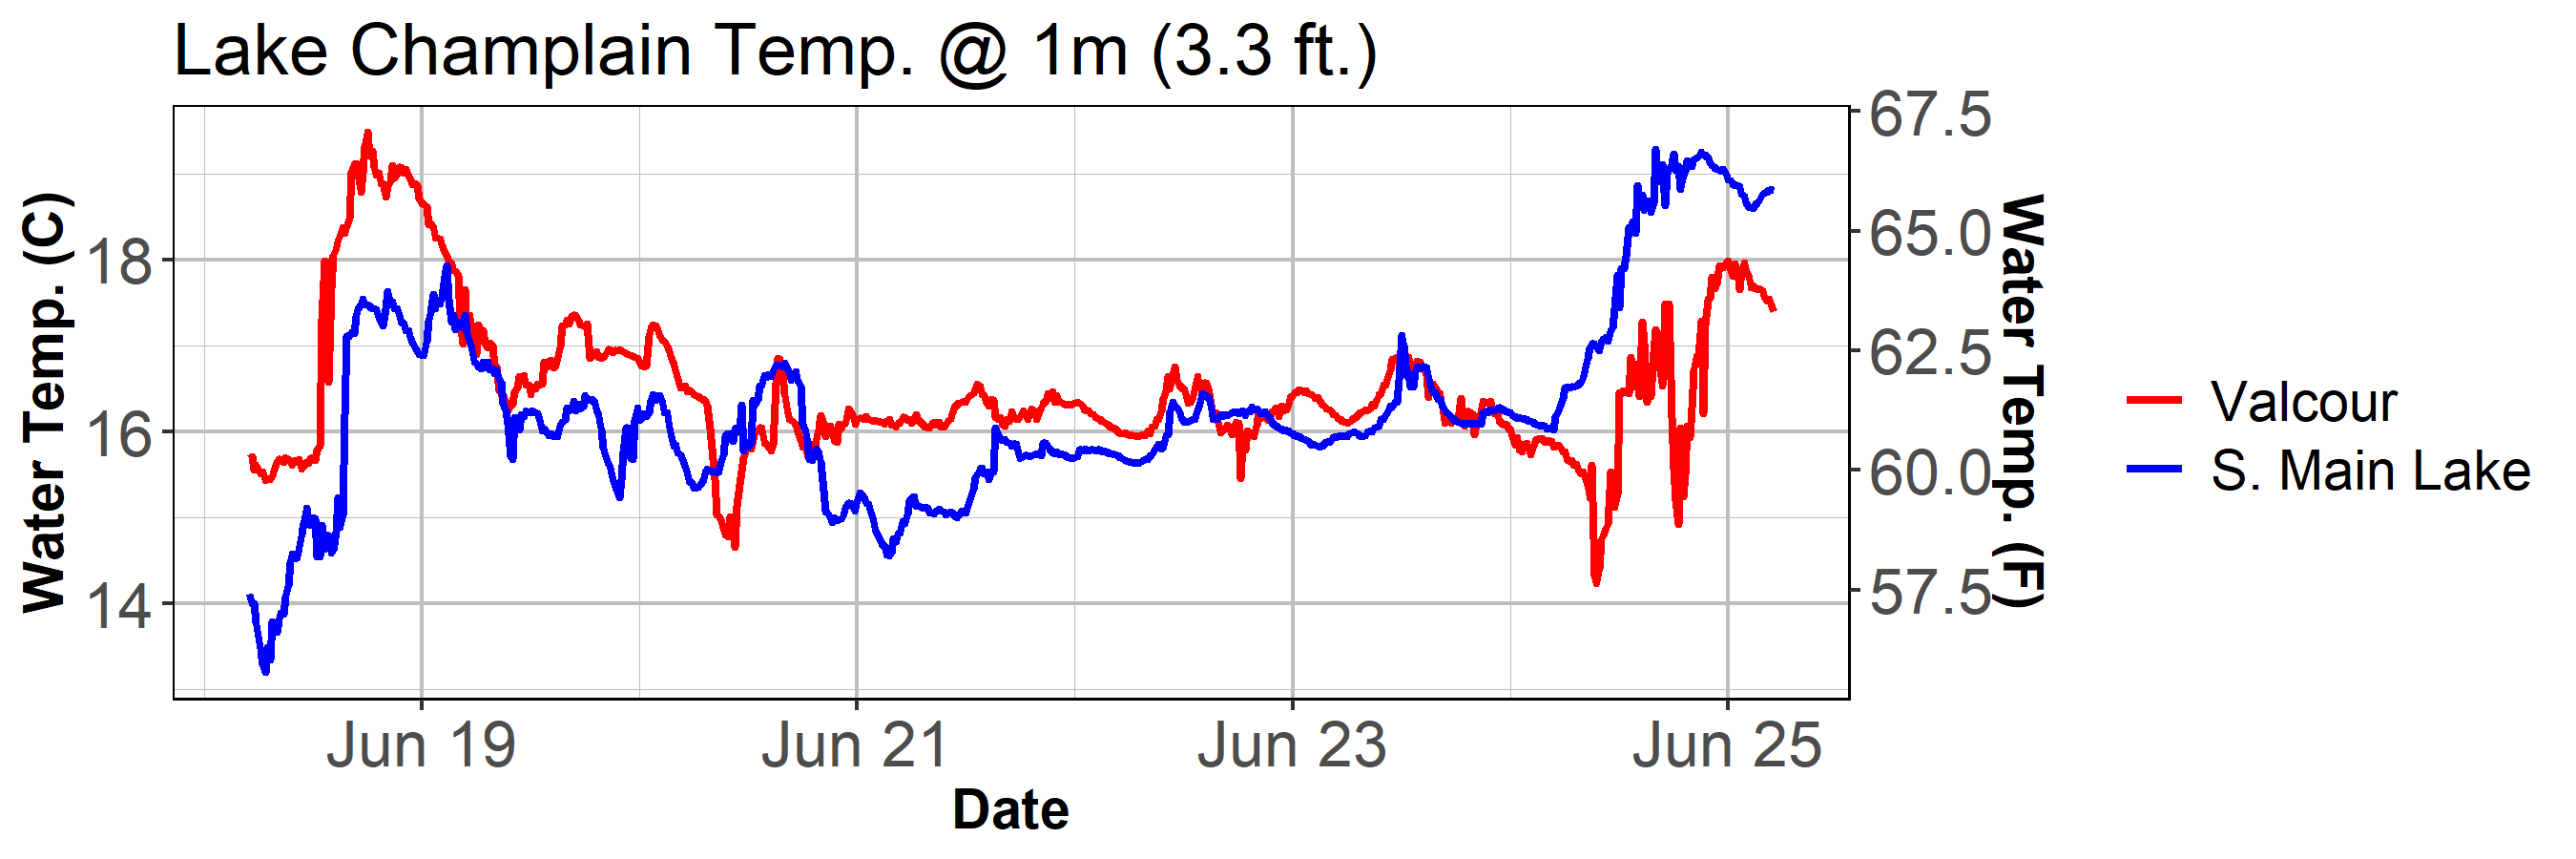 Lake Champlain Temp. @ 1m (3.3 ft.)
Water Temp. (C)
18
16
14
67.5
65.0
62.5
60.0
57.5
Water Temp. (F)
Jun 19
Jun 21
Jun 23
Jun 25
Date
Valcour
S. Main Lake